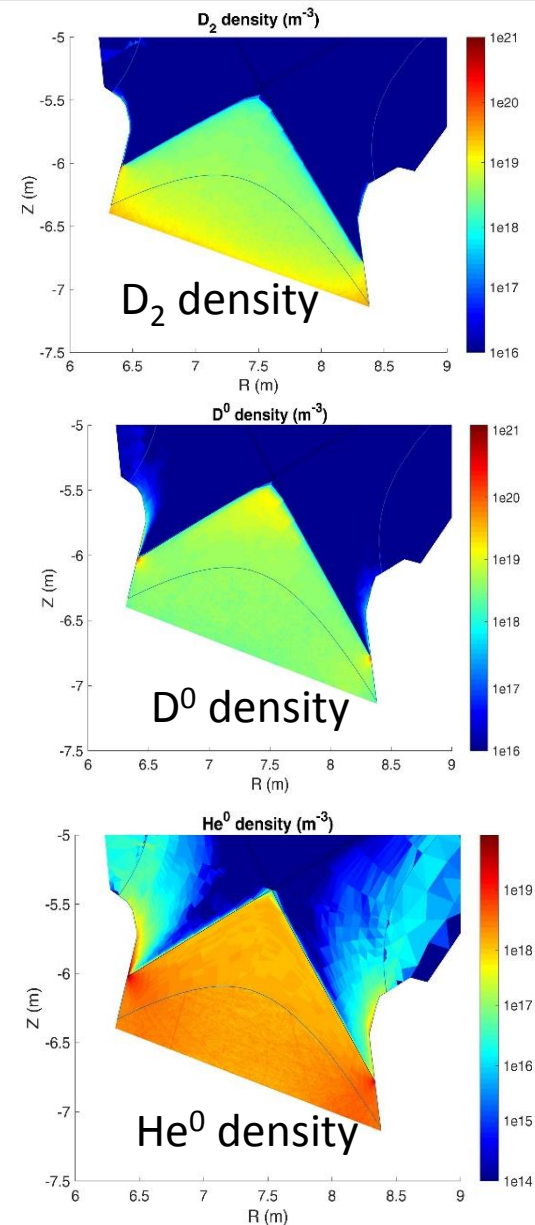 D₂ density (m⁻³)
-5
-5.5
-6
-6.5
-7
-7.5
Z (m)
6 6.5 7 7.5 8 8.5 9
R (m)
1e21
1e20
1e19
1e18
1e17
1e16
D₂ density
D⁰ density (m⁻³)
-5
-5.5
-6
-6.5
-7
-7.5
Z (m)
6 6.5 7 7.5 8 8.5 9
R (m)
1e21
1e20
1e19
1e18
1e17
1e16
D⁰ density
He⁰ density (m⁻³)
-5
-5.5
-6
-6.5
-7
-7.5
Z (m)
6 6.5 7 7.5 8 8.5 9
R (m)
1e19
1e18
1e17
1e16
1e15
1e14
He⁰ density